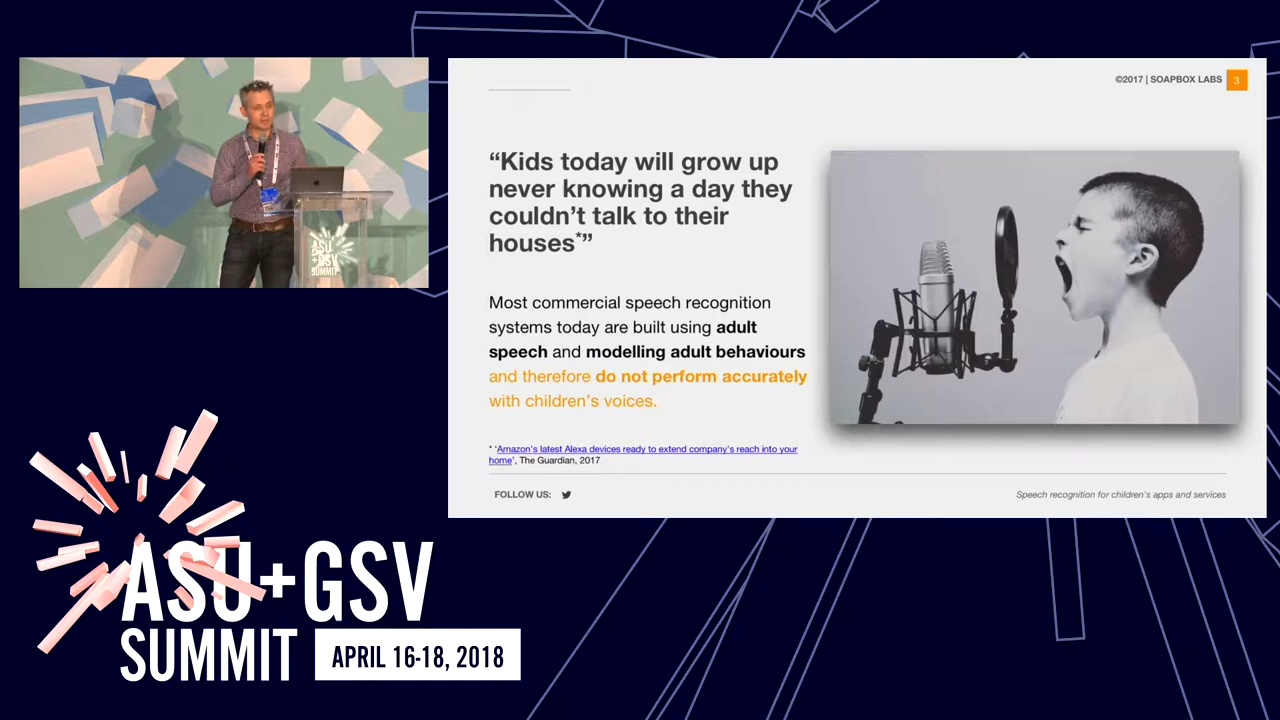 ©2017 | SOAPBOX LABS 3
“Kids today will grow up
never knowing a day they
couldn’t talk to their
houses*”
Most commercial speech recognition
systems today are built using adult
speech and modelling adult behaviours
and therefore do not perform accurately
with children’s voices.
* ‘Amazon's latest Alexa devices ready to extend company's reach into your
home’, The Guardian, 2017
FOLLOW US:
Speech recognition for children's apps and services
ASU
+GSV
SUMMIT
ASU+GSV
SUMMIT APRIL 16-18, 2018